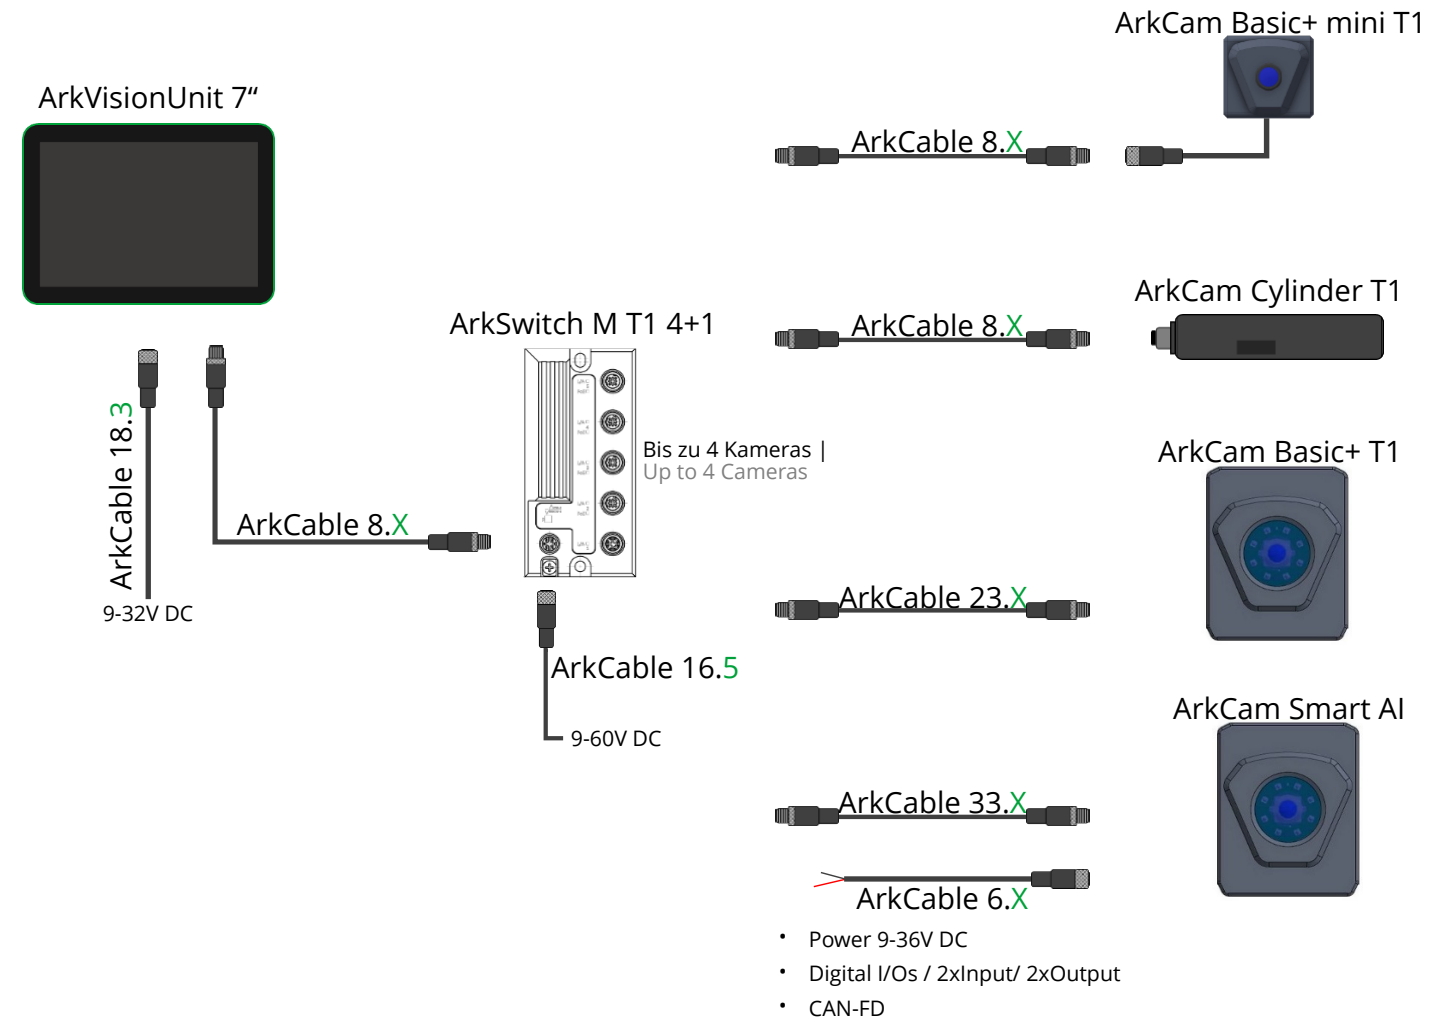 ArkCam Basic+ mini T1
ArkVisionUnit 7“
ArkCable 8.X
ArkCam Cylinder T1
ArkSwitch M T1 4+1
ArkCable 8.X
ArkCable 18.3
Bis zu 4 Kameras |
Up to 4 Cameras
ArkCam Basic+ T1
ArkCable 8.X
9-32V DC
ArkCable 23.X
ArkCable 16.5
9-60V DC
ArkCam Smart AI
ArkCable 33.X
ArkCable 6.X
• Power 9-36V DC
• Digital I/Os / 2xInput/ 2xOutput
• CAN-FD